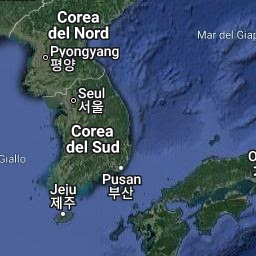 Corea
del Nord
Pyongyang
평양
Mar del Giap
Seul
서울
Corea
del Sud
Giallo
Jeju
제주
Pusan
부산
O